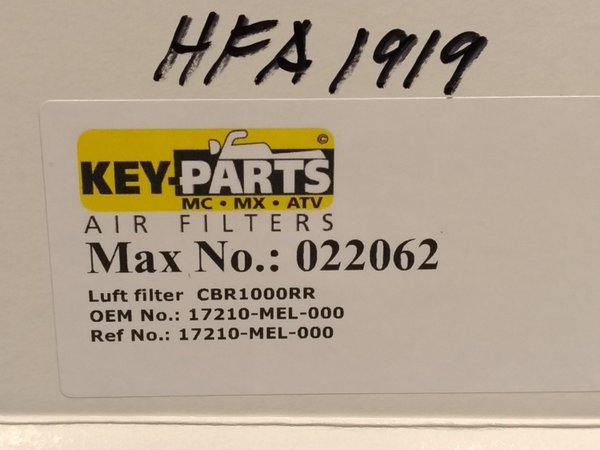 HFA 1919
©
KEY-PARTS
MC • MX • ATV
AIR FILTERS
Max No.: 022062
Luft filter CBR1000RR
OEM No.: 17210-MEL-000
Ref No.: 17210-MEL-000